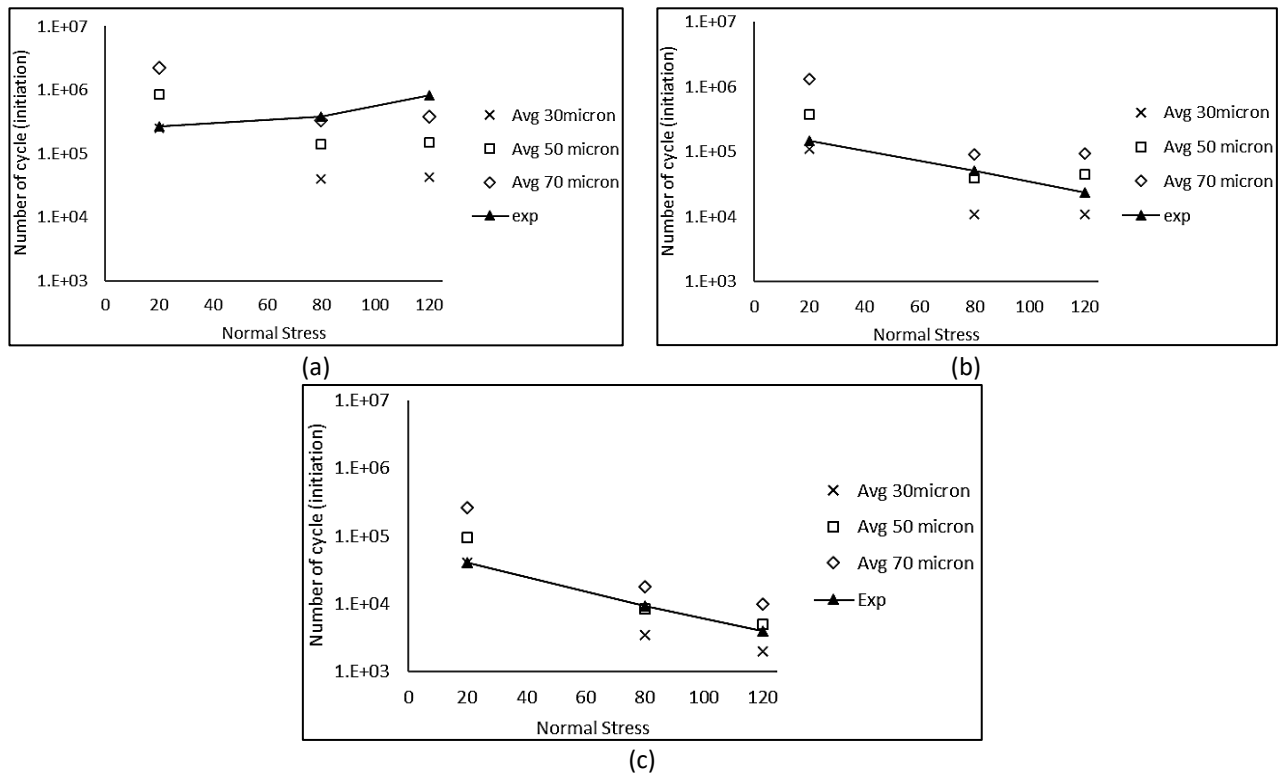 Number of cycle (initiation)
1.E+07
1.E+06
1.E+05
1.E+04
1.E+03
0 20 40 60 80 100 120
Normal Stress
Avg 30micron
Avg 50 micron
Avg 70 micron
exp
(a)
Number of cycle (initiation)
1.E+07
1.E+06
1.E+05
1.E+04
1.E+03
0 20 40 60 80 100 120
Normal Stress
Avg 30micron
Avg 50 micron
Avg 70 micron
exp
(b)
Number of cycle (initiation)
1.E+07
1.E+06
1.E+05
1.E+04
1.E+03
0 20 40 60 80 100 120
Normal Stress
Avg 30micron
Avg 50 micron
Avg 70 micron
Exp
(c)